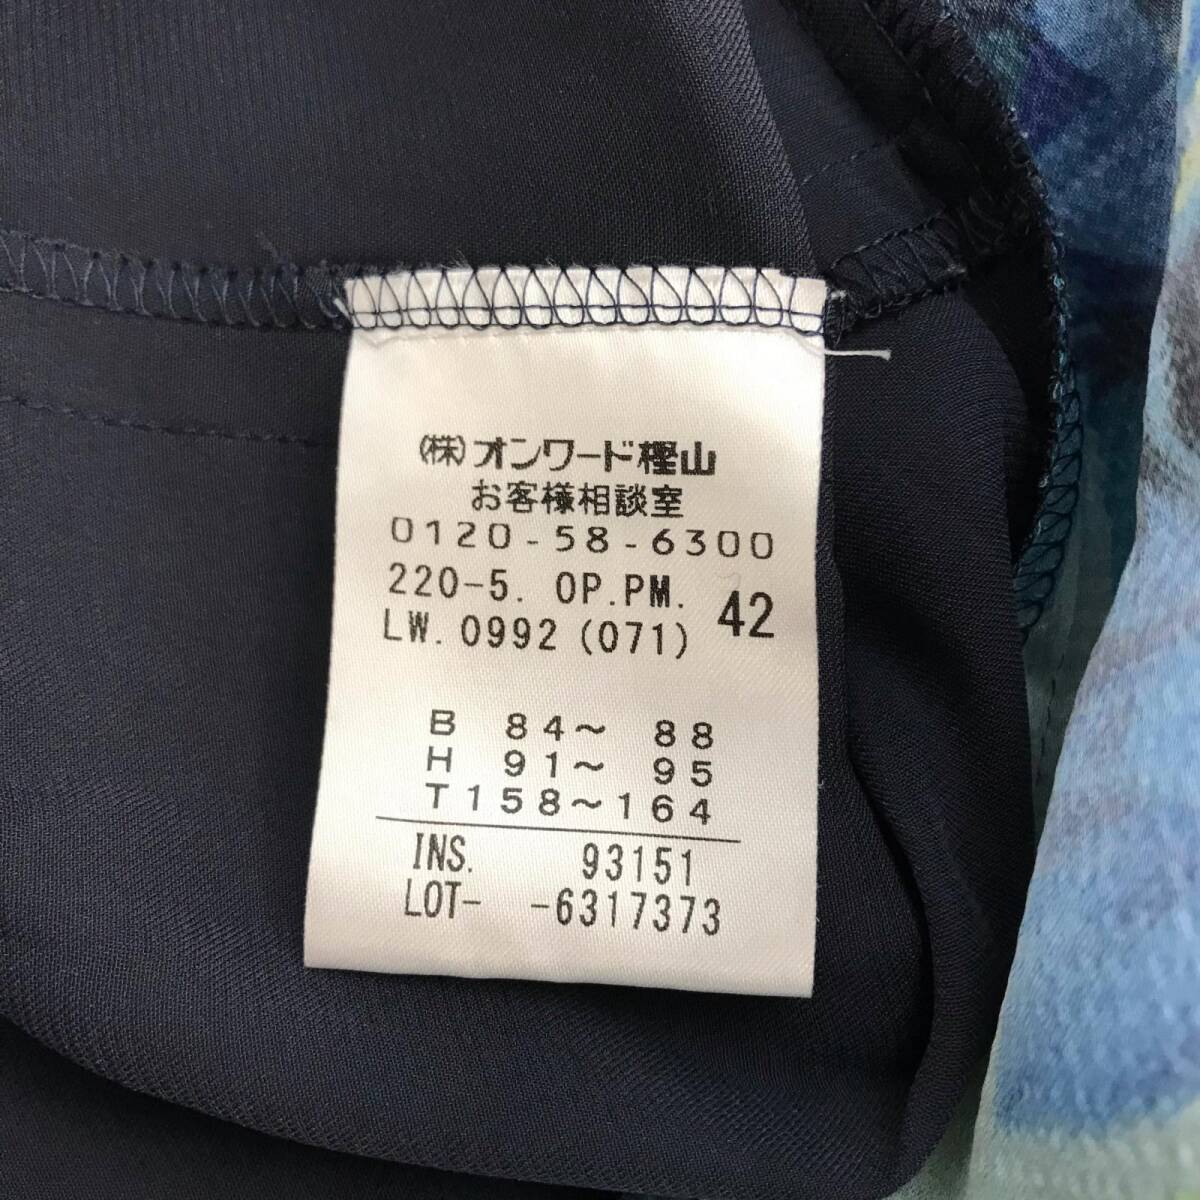 (株)オンワード樫山
お客様相談室
0120-58-6300
220-5. OP.PM. 42
LW. 0992 (071)
B 84～ 88
H 91～ 95
T158～164
INS. 93151
LOT- -6317373